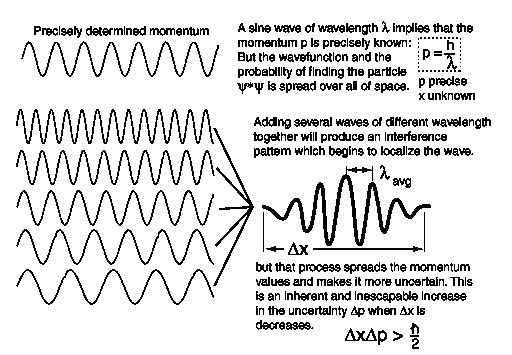 Precisely determined momentum
A sine wave of wavelength λ implies that the
momentum p is precisely known:
But the wavefunction and the
probability of finding the particle
ψ*ψ is spread over all of space.
p = h/λ
p precise
x unknown
Adding several waves of different wavelength
together will produce an interference
pattern which begins to localize the wave.
λ avg
Δx
but that process spreads the momentum
values and makes it more uncertain. This
is an inherent and inescapable increase
in the uncertainty Δp when Δx is
decreases.
ΔxΔp > ħ/2